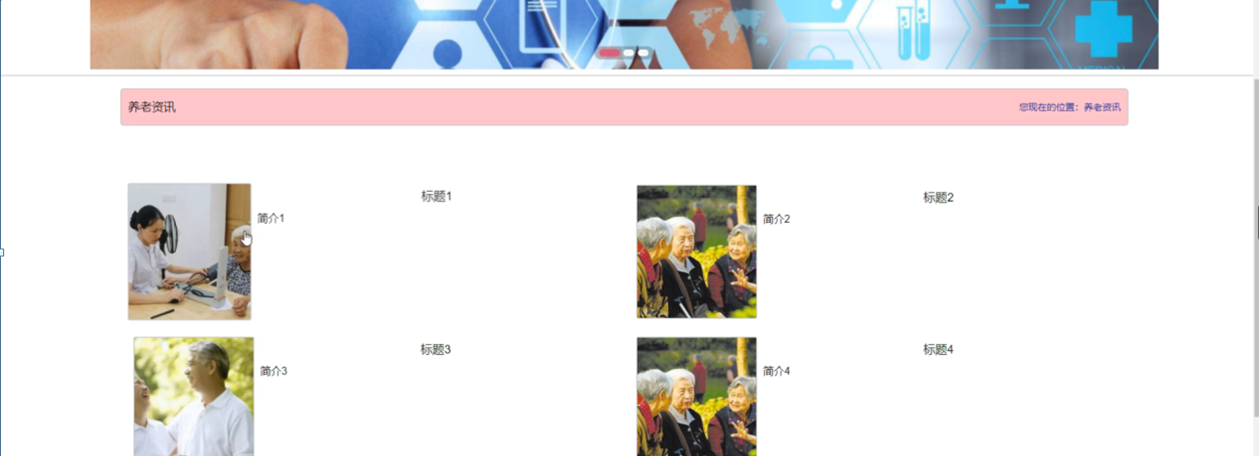 MEDICAL
养老资讯
您现在的位置：养老资讯
标题1
简介1
标题2
简介2
标题3
简介3
标题4
简介4